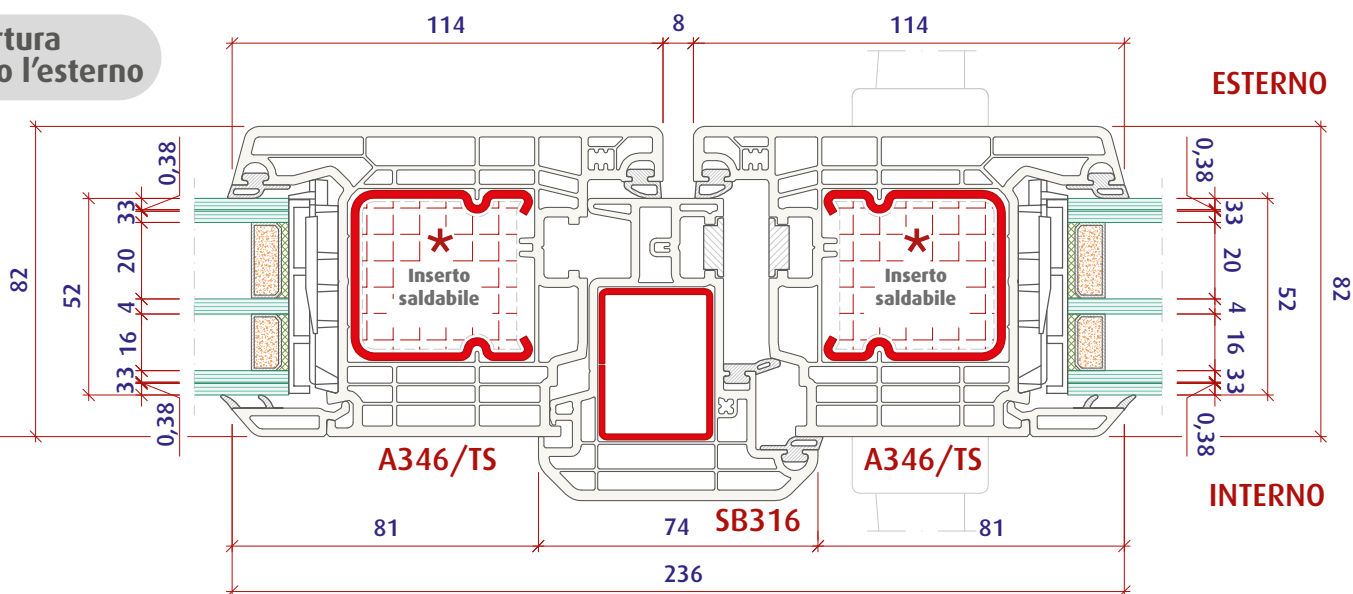 rtura
o l'esterno
114
8
114
ESTERNO
0,38
33
20
4
16
33
0,38
52
82
0,38
33
20
4
16
33
0,38
52
82
*
Inserto
saldabile
*
Inserto
saldabile
A346/TS
A346/TS
SB316
INTERNO
81
74
81
236